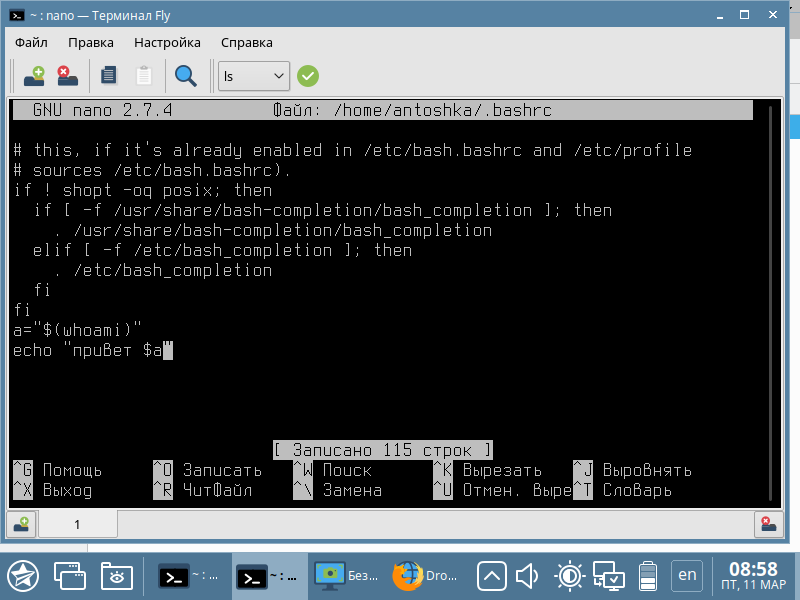 ~ : nano — Терминал Fly
Файл Правка Настройка Справка
ls
GNU nano 2.7.4 Файл: /home/antoshka/.bashrc
# this, if it's already enabled in /etc/bash.bashrc and /etc/profile
# sources /etc/bash.bashrc).
if ! shopt -oq posix; then
if [ -f /usr/share/bash-completion/bash_completion ]; then
. /usr/share/bash-completion/bash_completion
elif [ -f /etc/bash_completion ]; then
. /etc/bash_completion
fi
fi
a="$(whoami)"
echo "привет $a"
[ Записано 115 строк ]
^G Помощь ^O Записать ^W Поиск ^K Вырезать ^J Выровнять
^X Выход ^R ЧитФайл ^\ Замена ^U Отмен. Выре ^T Словарь
1
~ : ... ~ :... Без... Dro... en 08:58
ПТ, 11 МАР